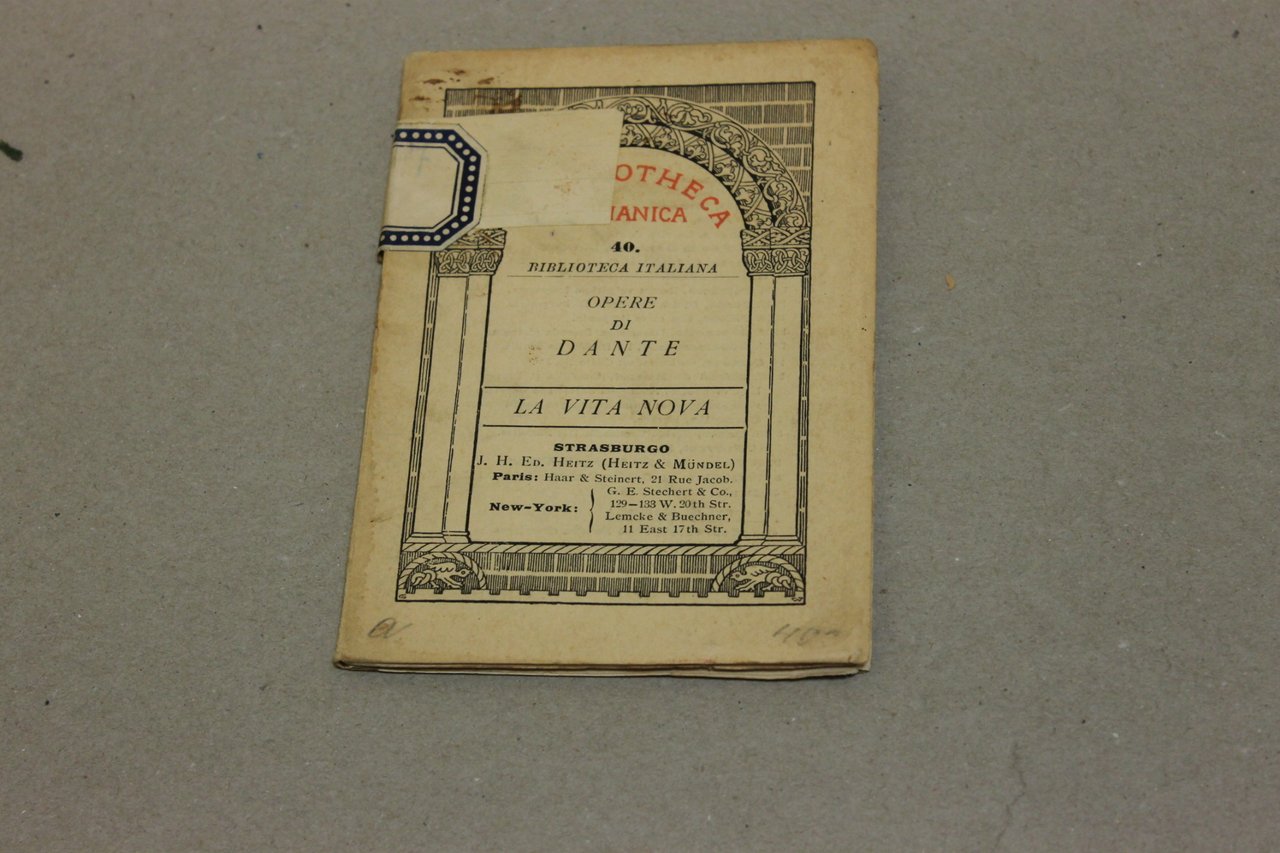 OTHECA
ANICA
40.
BIBLIOTECA ITALIANA
OPERE
DI
DANTE
LA VITA NOVA
STRASBURGO
J. H. ED. HEITZ (HEITZ & MÜNDEL)
Paris: Haar & Steinert, 21 Rue Jacob.
New-York:
G. E. Stechert & Co.,
129—133 W. 20th Str.
Lemcke & Buechner,
11 East 17th Str.